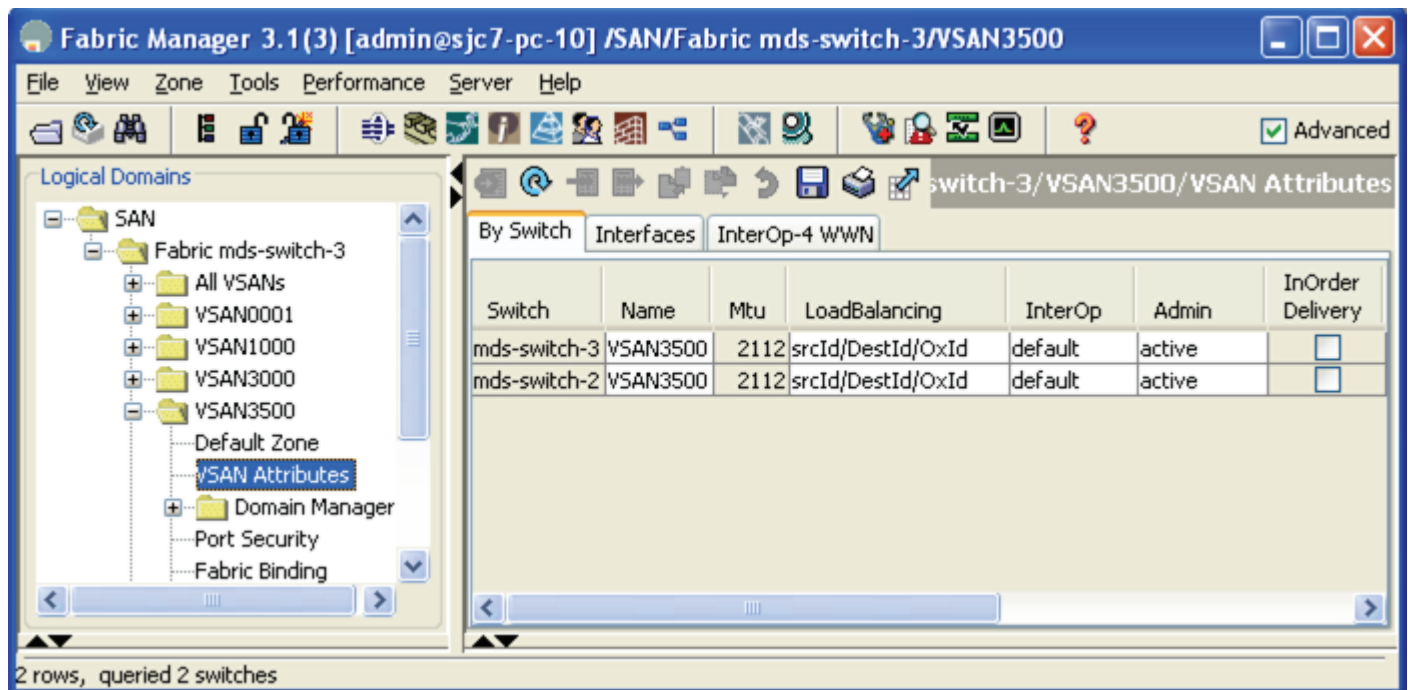 Fabric Manager 3.1(3) [admin@sjc7-pc-10] /SAN/Fabric mds-switch-3/VSAN3500
File View Zone Tools Performance Server Help
Advanced
Logical Domains
SAN
Fabric mds-switch-3
All VSANs
VSAN0001
VSAN1000
VSAN3000
VSAN3500
Default Zone
VSAN Attributes
Domain Manager
Port Security
Fabric Binding
switch-3/VSAN3500/VSAN Attributes
By Switch Interfaces InterOp-4 WWN
Switch Name Mtu LoadBalancing InterOp Admin InOrder Delivery
mds-switch-3 VSAN3500 2112 srcId/DestId/OxId default active
mds-switch-2 VSAN3500 2112 srcId/DestId/OxId default active
2 rows, queried 2 switches